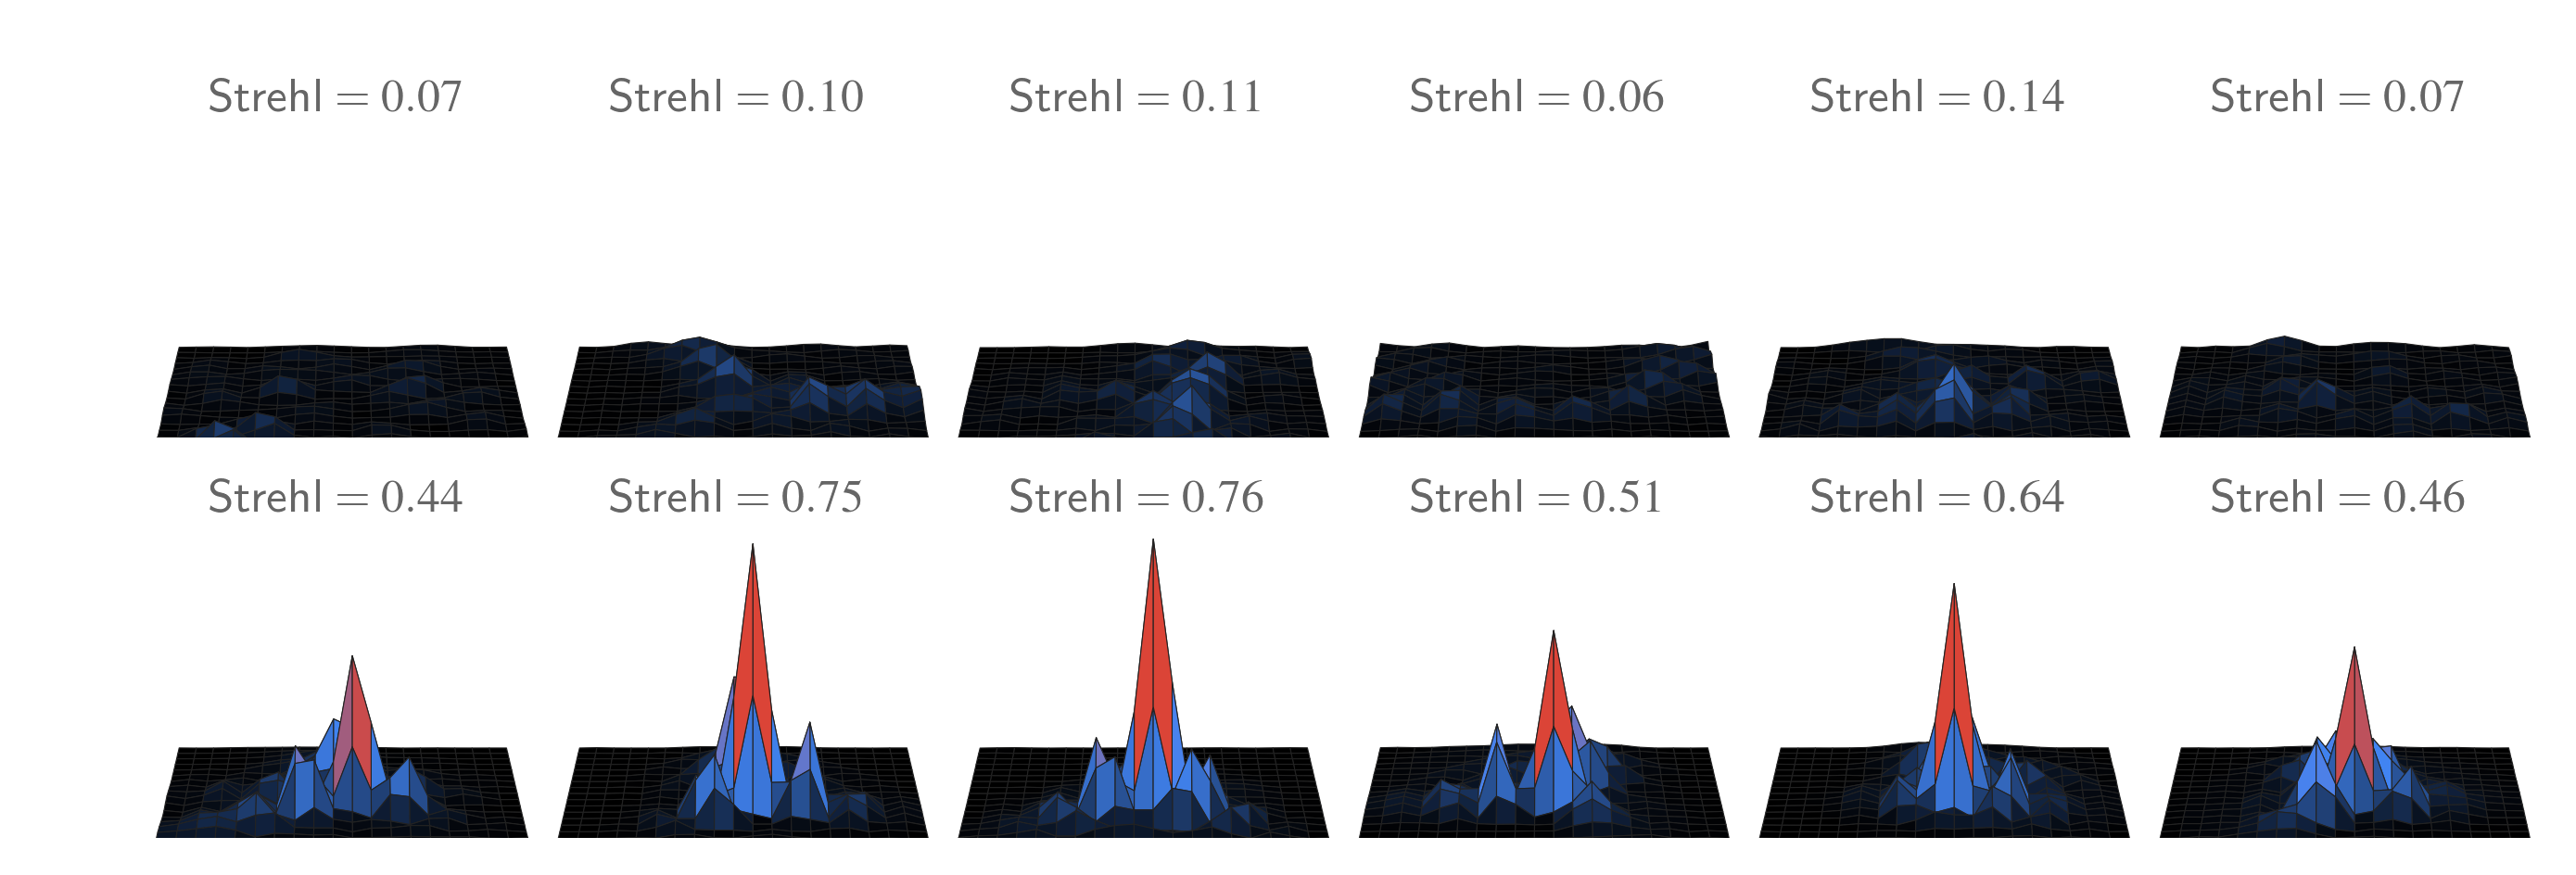 Strehl = 0.07 Strehl = 0.10 Strehl = 0.11 Strehl = 0.06 Strehl = 0.14 Strehl = 0.07
Strehl = 0.44 Strehl = 0.75 Strehl = 0.76 Strehl = 0.51 Strehl = 0.64 Strehl = 0.46